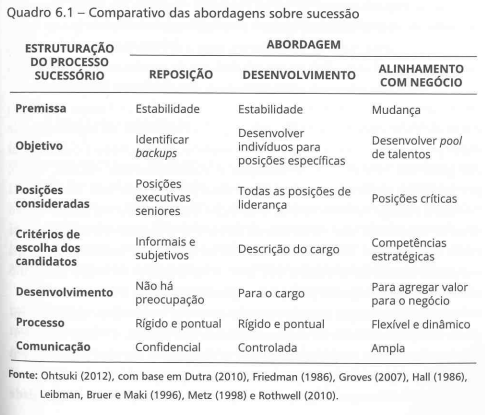 Quadro 6.1 – Comparativo das abordagens sobre sucessão
ESTRUTURAÇÃO DO PROCESSO SUCESSÓRIO
ABORDAGEM
REPOSIÇÃO DESENVOLVIMENTO ALINHAMENTO COM NEGÓCIO
Premissa Estabilidade Estabilidade Mudança
Objetivo Identificar backups Desenvolver indivíduos para posições específicas Desenvolver pool de talentos
Posições consideradas Posições executivas seniores Todas as posições de liderança Posições críticas
Critérios de escolha dos candidatos Informais e subjetivos Descrição do cargo Competências estratégicas
Desenvolvimento Não há preocupação Para o cargo Para agregar valor para o negócio
Processo Rígido e pontual Rígido e pontual Flexível e dinâmico
Comunicação Confidencial Controlada Ampla
Fonte: Ohtsuki (2012), com base em Dutra (2010), Friedman (1986), Groves (2007), Hall (1986),
Leibman, Bruer e Maki (1996), Metz (1998) e Rothwell (2010).